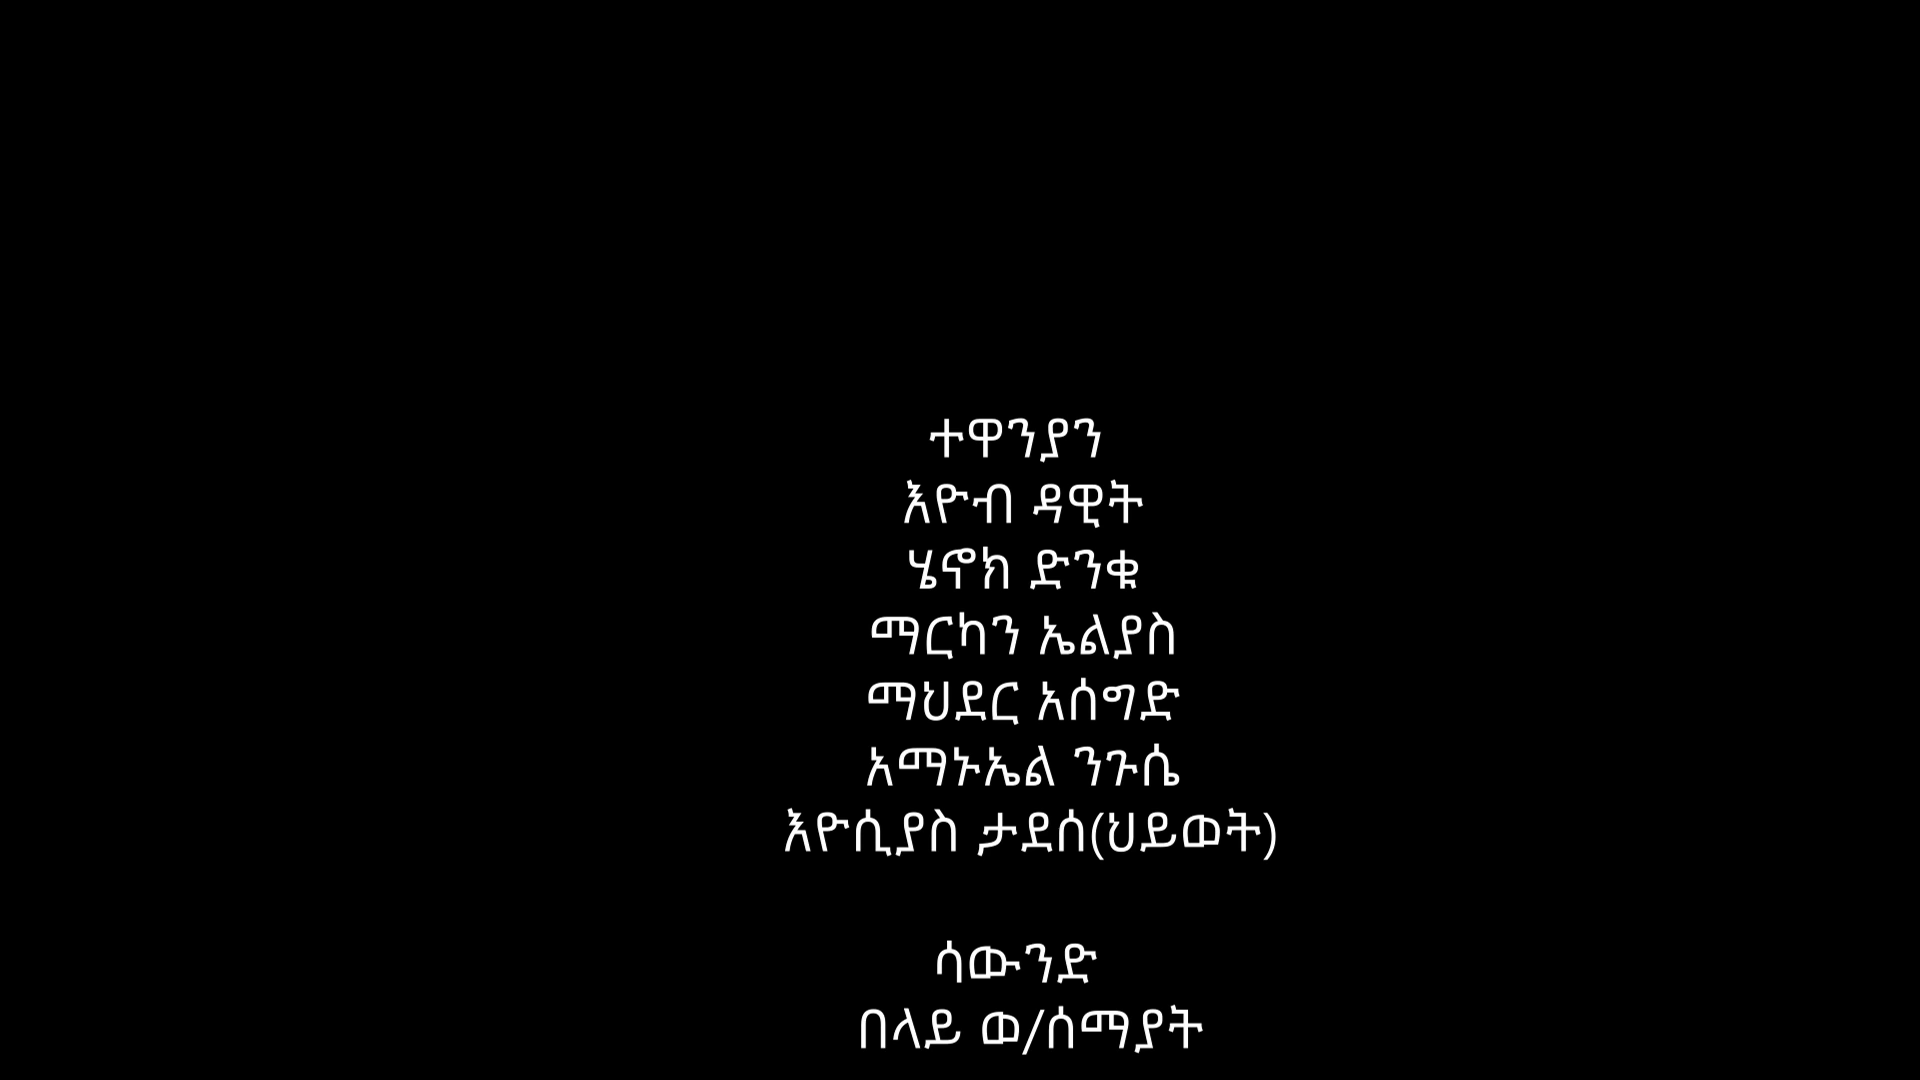 ተዋንያን
እዮብ ዳዊት
ሄኖክ ድንቁ
ማርካን ኤልያስ
ማህደር አሰግድ
አማኑኤል ንጉሴ
እዮሲያስ ታደሰ(ህይወት)
ሳውንድ
በላይ ወ/ሰማያት